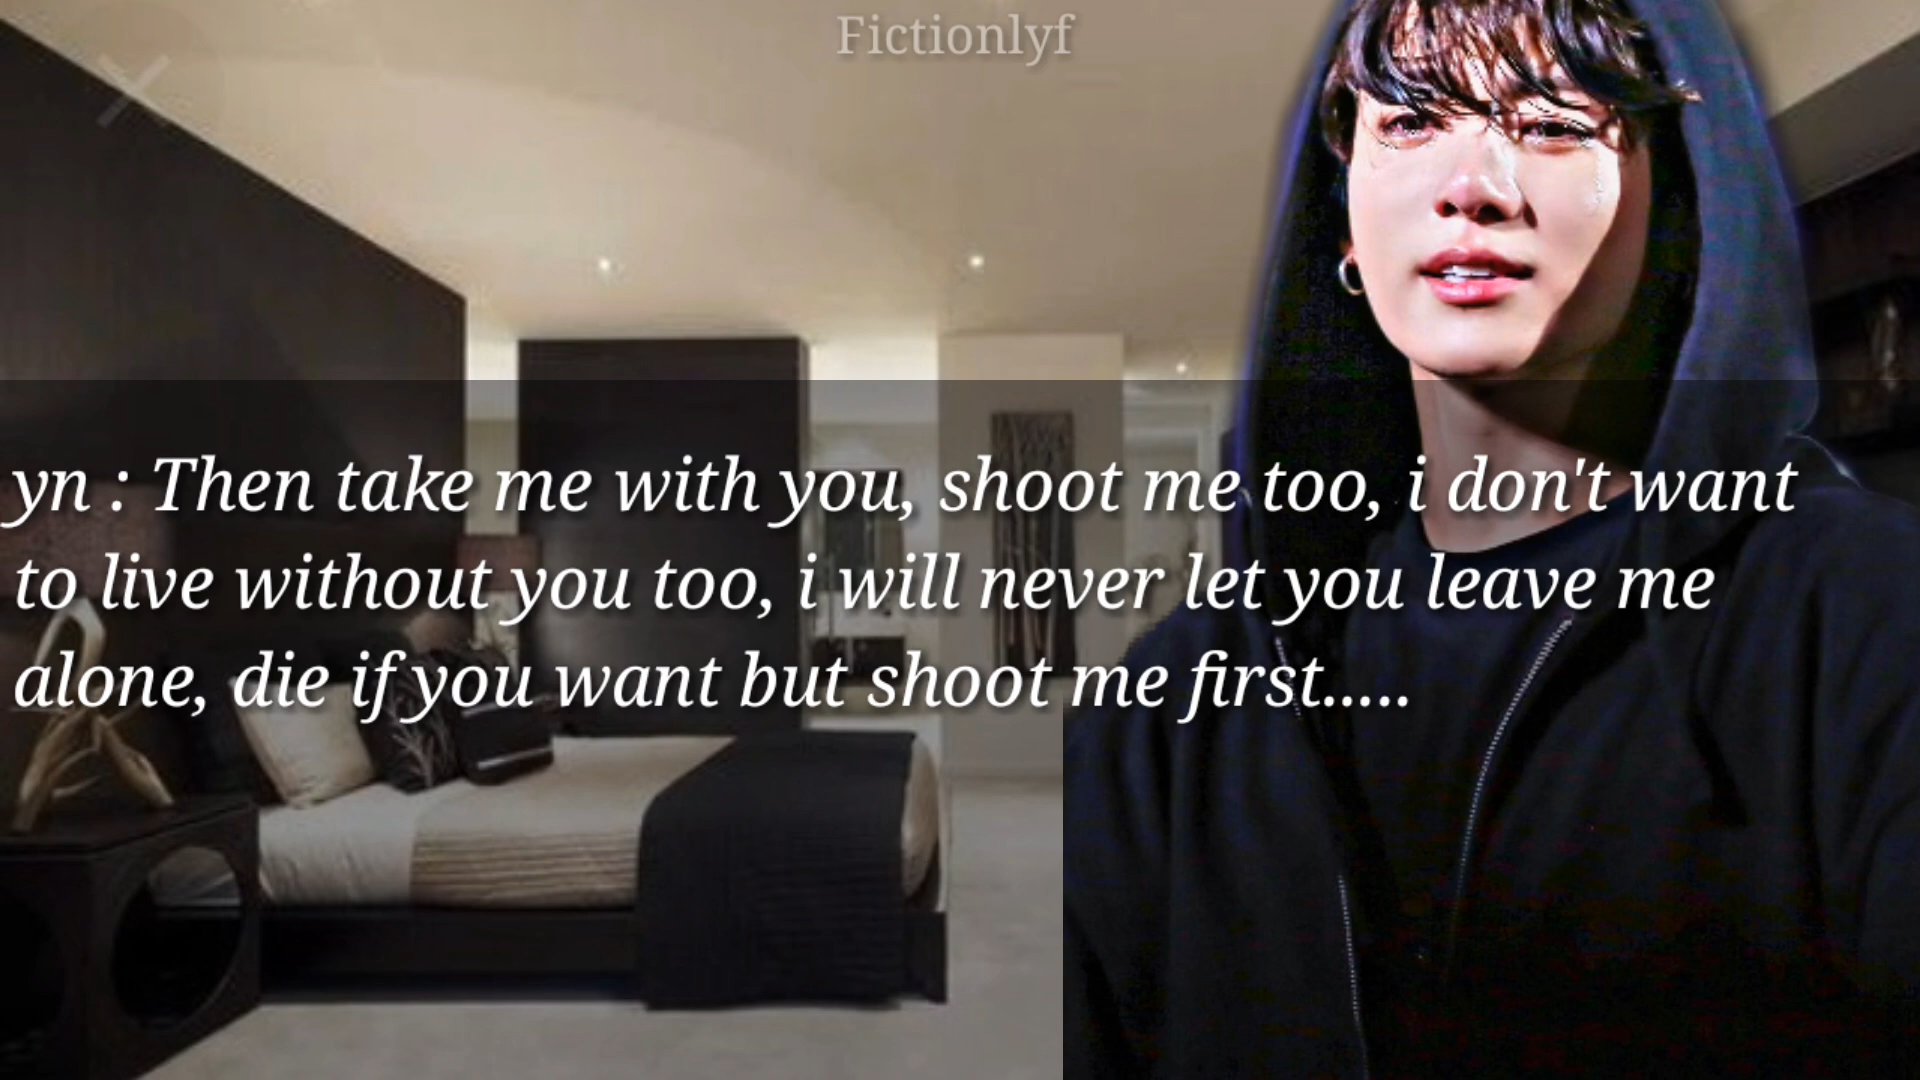 Fictionlyf
yn : Then take me with you, shoot me too, i don't want
to live without you too, i will never let you leave me
alone, die if you want but shoot me first.....